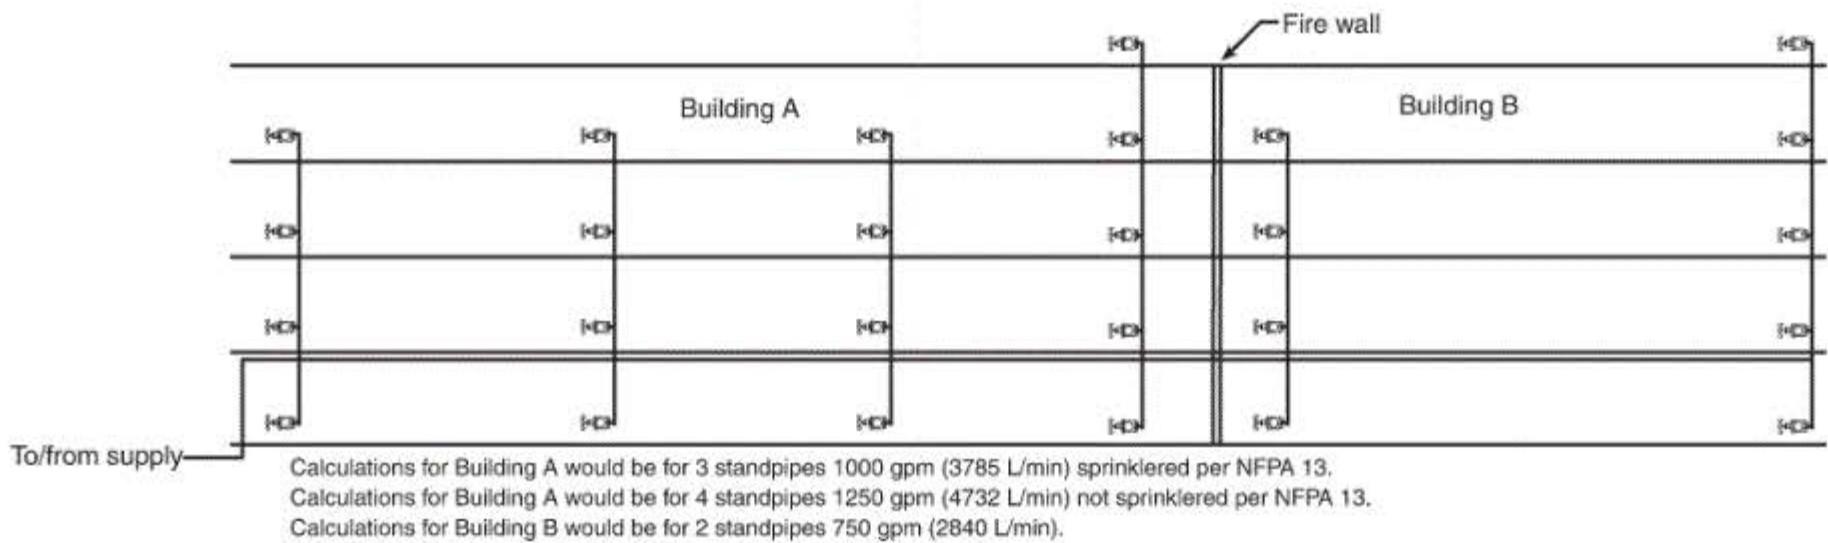 Fire wall
Building A
Building B
To/from supply
Calculations for Building A would be for 3 standpipes 1000 gpm (3785 L/min) sprinklered per NFPA 13.
Calculations for Building A would be for 4 standpipes 1250 gpm (4732 L/min) not sprinklered per NFPA 13.
Calculations for Building B would be for 2 standpipes 750 gpm (2840 L/min).